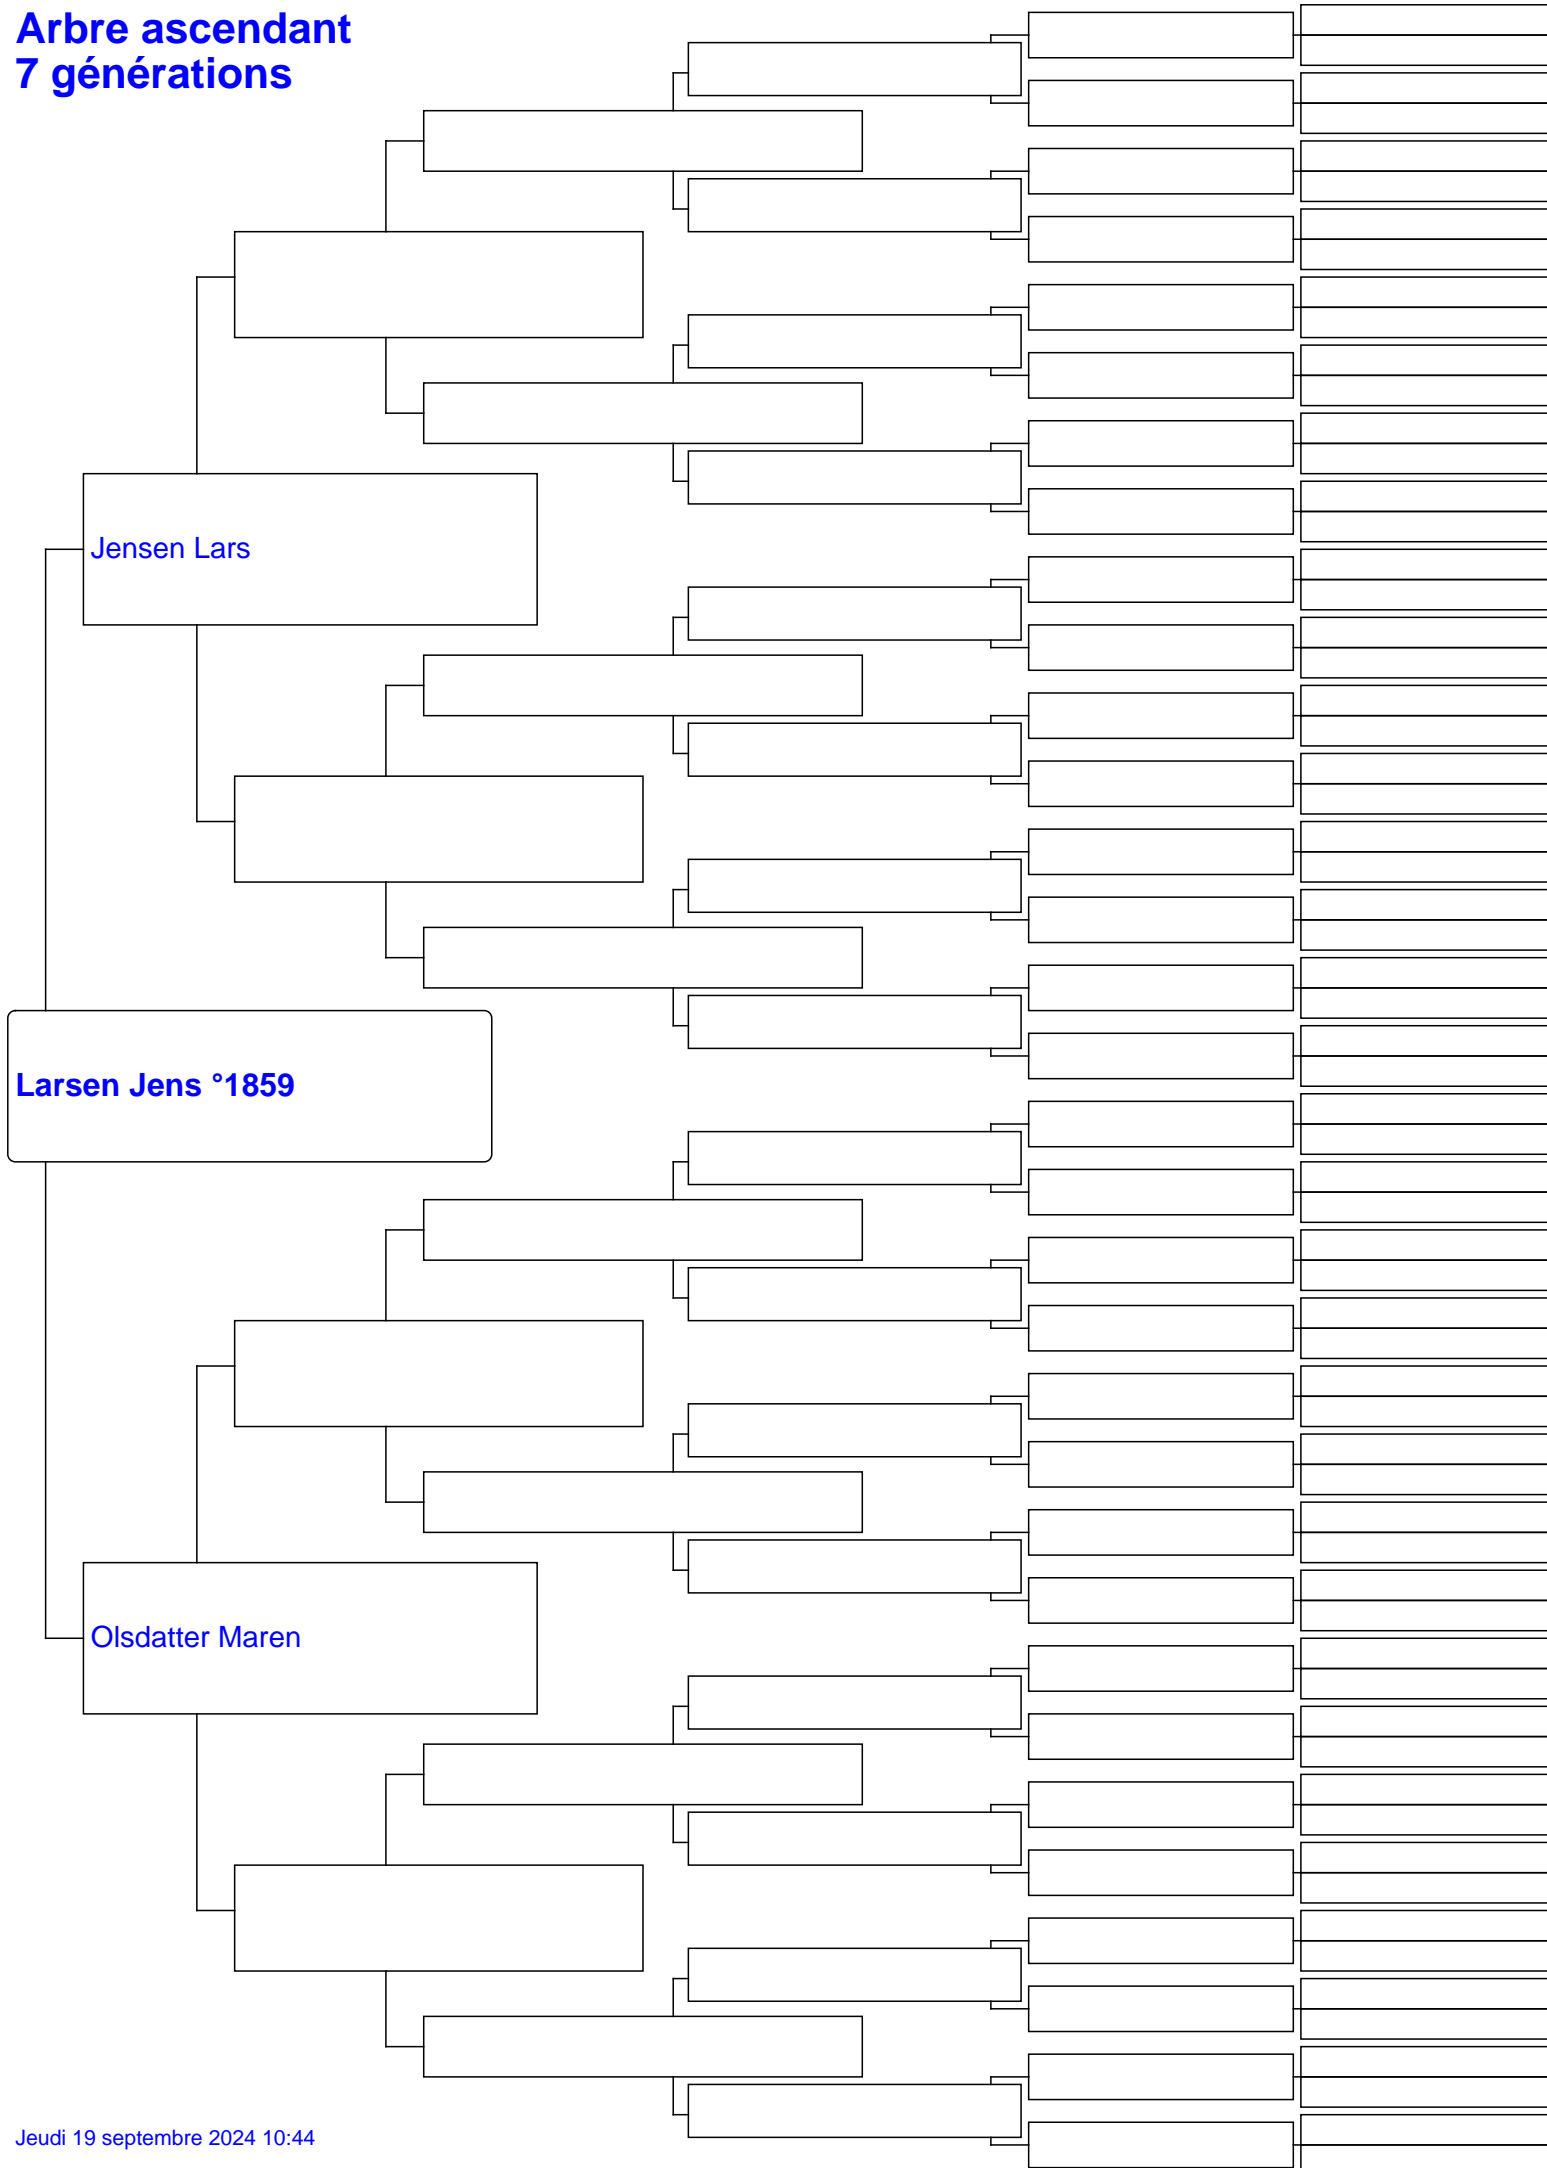 Arbre ascendant
7 générations
Jensen Lars
Larsen Jens °1859
Olsdatter Maren
Jeudi 19 septembre 2024 10:44